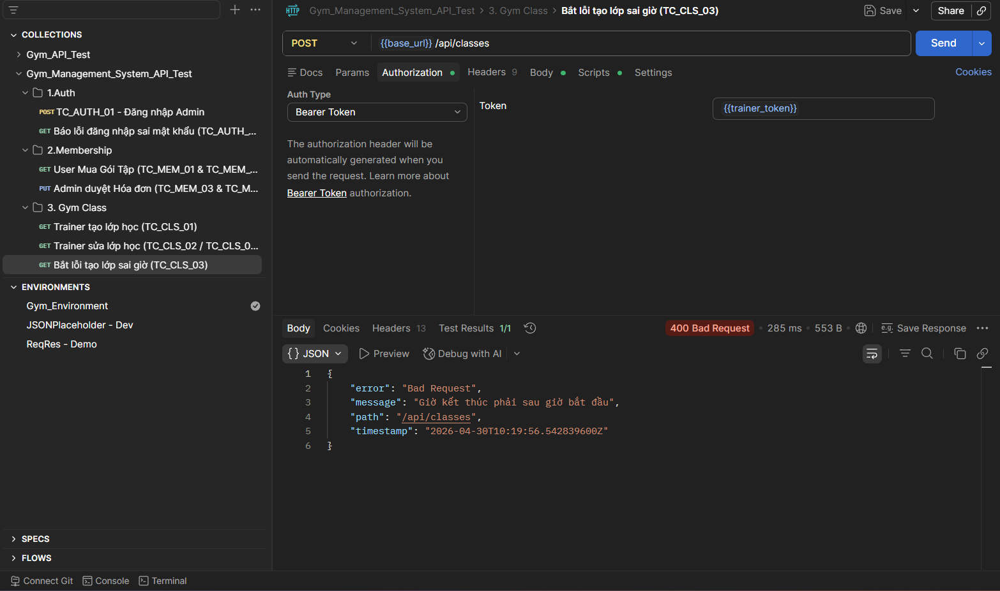 COLLECTIONS
Gym_API_Test
Gym_Management_System_API_Test
1.Auth
POST TC_AUTH_01 - Đăng nhập Admin
GET Báo lỗi đăng nhập sai mật khẩu (TC_AUTH_...
2.Membership
GET User Mua Gói Tập (TC_MEM_01 & TC_MEM_...
PUT Admin duyệt Hóa đơn (TC_MEM_03 & TC_M...
3. Gym Class
GET Trainer tạo lớp học (TC_CLS_01)
GET Trainer sửa lớp học (TC_CLS_02 / TC_CLS_0...
GET Bắt lỗi tạo lớp sai giờ (TC_CLS_03)
ENVIRONMENTS
Gym_Environment
JSONPlaceholder - Dev
ReqRes - Demo
SPECS
FLOWS
HTTP Gym_Management_System_API_Test > 3. Gym Class > Bắt lỗi tạo lớp sai giờ (TC_CLS_03) Save Share
POST {{base_url}} /api/classes Send
Docs Params Authorization Headers 9 Body Scripts Settings Cookies
Auth Type
Bearer Token
The authorization header will be
automatically generated when you
send the request. Learn more about
Bearer Token authorization.
Token {{trainer_token}}
Body Cookies Headers 13 Test Results 1/1 400 Bad Request 285 ms 553 B e.g. Save Response
{} JSON Preview Debug with AI
1 {
2 "error": "Bad Request",
3 "message": "Giờ kết thúc phải sau giờ bắt đầu",
4 "path": "/api/classes",
5 "timestamp": "2026-04-30T10:19:56.542839600Z"
6 }
Connect Git Console Terminal